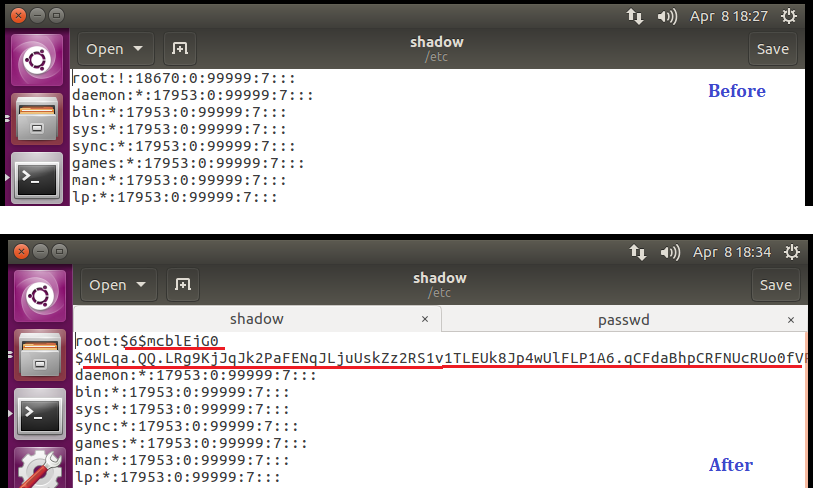 Apr 8 18:27
Open
shadow
/etc
Save
root:!:18670:0:99999:7:::
daemon:*:17953:0:99999:7:::
bin:*:17953:0:99999:7:::
sys:*:17953:0:99999:7:::
sync:*:17953:0:99999:7:::
games:*:17953:0:99999:7:::
man:*:17953:0:99999:7:::
lp:*:17953:0:99999:7:::
Before
Apr 8 18:34
Open
shadow
/etc
Save
shadow ×
passwd ×
root:$6$mcblEjG0
$4WLqa.QQ.LRg9KjJqJk2PaFENqJLjuUskZz2RS1v1TLEUk8Jp4wUlFLP1A6.qCFdaBhpCRFNUcRUo0fV
daemon:*:17953:0:99999:7:::
bin:*:17953:0:99999:7:::
sys:*:17953:0:99999:7:::
sync:*:17953:0:99999:7:::
games:*:17953:0:99999:7:::
man:*:17953:0:99999:7:::
lp:*:17953:0:99999:7:::
After